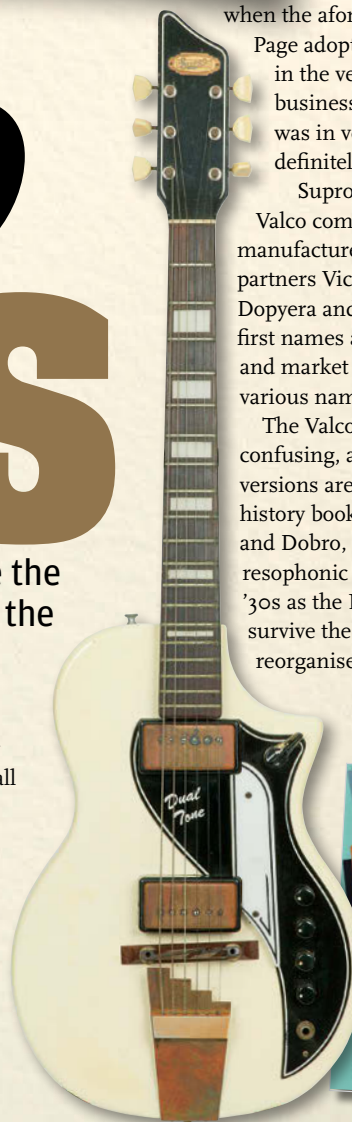 when the afor
Page adopt
in the ve
business
was in v
definitel
Supro
Valco com
manufacture
partners Vic
Dopyera and
first names a
and market
various nam
The Valco
confusing, a
versions are
history book
and Dobro,
resophonic
’30s as the
survive the
reorganise
S
e the
the
all
Dual
Tone